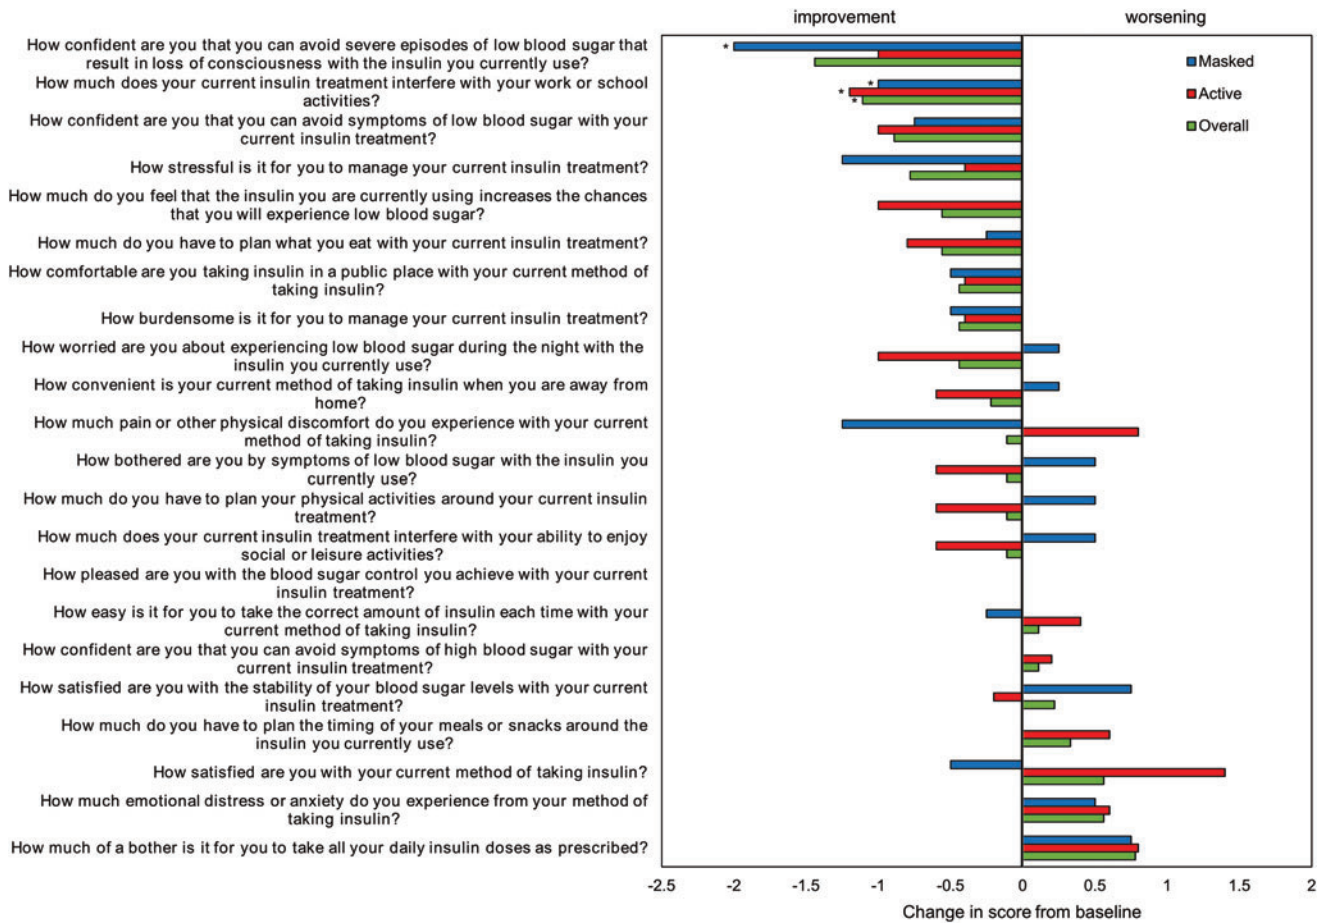 improvement worsening
How confident are you that you can avoid severe episodes of low blood sugar that
result in loss of consciousness with the insulin you currently use?
How much does your current insulin treatment interfere with your work or school
activities?
How confident are you that you can avoid symptoms of low blood sugar with your
current insulin treatment?
How stressful is it for you to manage your current insulin treatment?
How much do you feel that the insulin you are currently using increases the chances
that you will experience low blood sugar?
How much do you have to plan what you eat with your current insulin treatment?
How comfortable are you taking insulin in a public place with your current method of
taking insulin?
How burdensome is it for you to manage your current insulin treatment?
How worried are you about experiencing low blood sugar during the night with the
insulin you currently use?
How convenient is your current method of taking insulin when you are away from
home?
How much pain or other physical discomfort do you experience with your current
method of taking insulin?
How bothered are you by symptoms of low blood sugar with the insulin you
currently use?
How much do you have to plan your physical activities around your current insulin
treatment?
How much does your current insulin treatment interfere with your ability to enjoy
social or leisure activities?
How pleased are you with the blood sugar control you achieve with your current
insulin treatment?
How easy is it for you to take the correct amount of insulin each time with your
current method of taking insulin?
How confident are you that you can avoid symptoms of high blood sugar with your
current insulin treatment?
How satisfied are you with the stability of your blood sugar levels with your current
insulin treatment?
How much do you have to plan the timing of your meals or snacks around the
insulin you currently use?
How satisfied are you with your current method of taking insulin?
How much emotional distress or anxiety do you experience from your method of
taking insulin?
How much of a bother is it for you to take all your daily insulin doses as prescribed?
*
*
*
*
Masked
Active
Overall
-2.5 -2 -1.5 -1 -0.5 0 0.5 1 1.5 2
Change in score from baseline